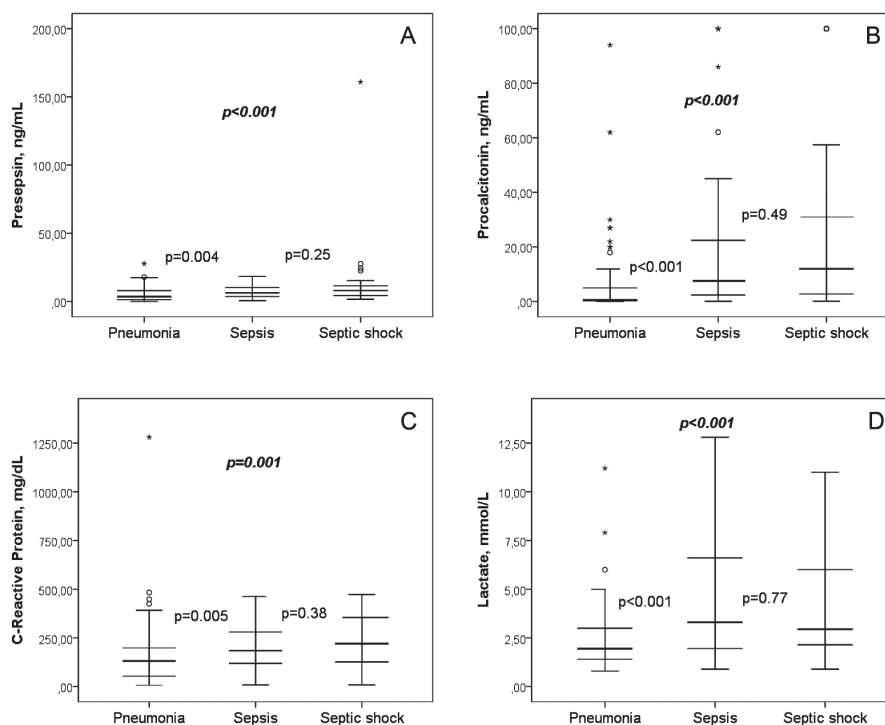 A
Presepsin, ng/mL
200,00
150,00
100,00
50,00
,00
p<0.001
p=0.004
p=0.25
Pneumonia
Sepsis
Septic shock
B
Procalcitonin, ng/mL
100,00
80,00
60,00
40,00
20,00
,00
p<0.001
p<0.001
p=0.49
Pneumonia
Sepsis
Septic shock
C
C-Reactive Protein, mg/dL
1250,00
1000,00
750,00
500,00
250,00
,00
p=0.001
p=0.005
p=0.38
Pneumonia
Sepsis
Septic shock
D
Lactate, mmol/L
12,50
10,00
7,50
5,00
2,50
,00
p<0.001
p<0.001
p=0.77
Pneumonia
Sepsis
Septic shock